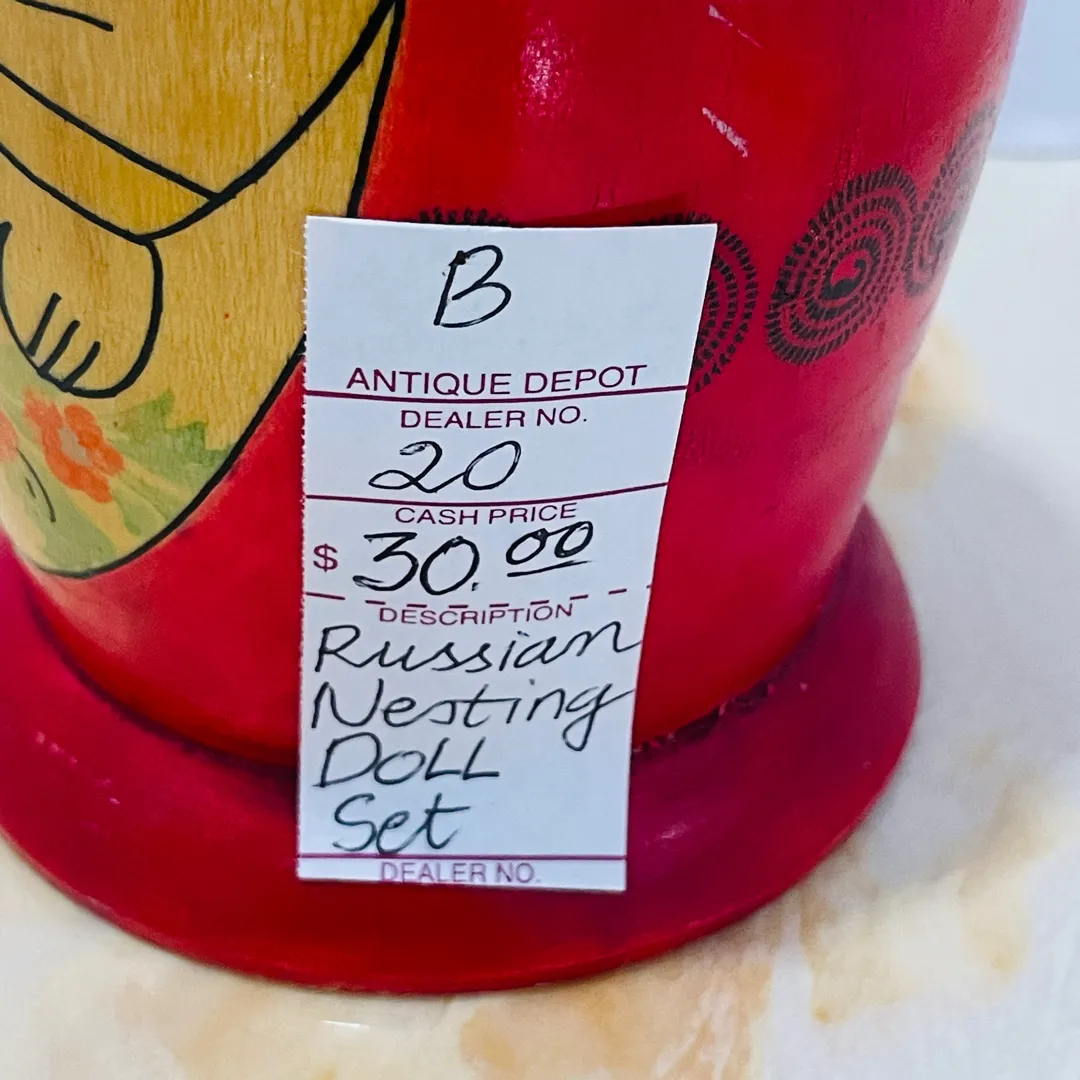 B
ANTIQUE DEPOT
DEALER NO.
20
CASH PRICE
$ 30.00
DESCRIPTION
Russian
Nesting
DOLL
Set
DEALER NO.